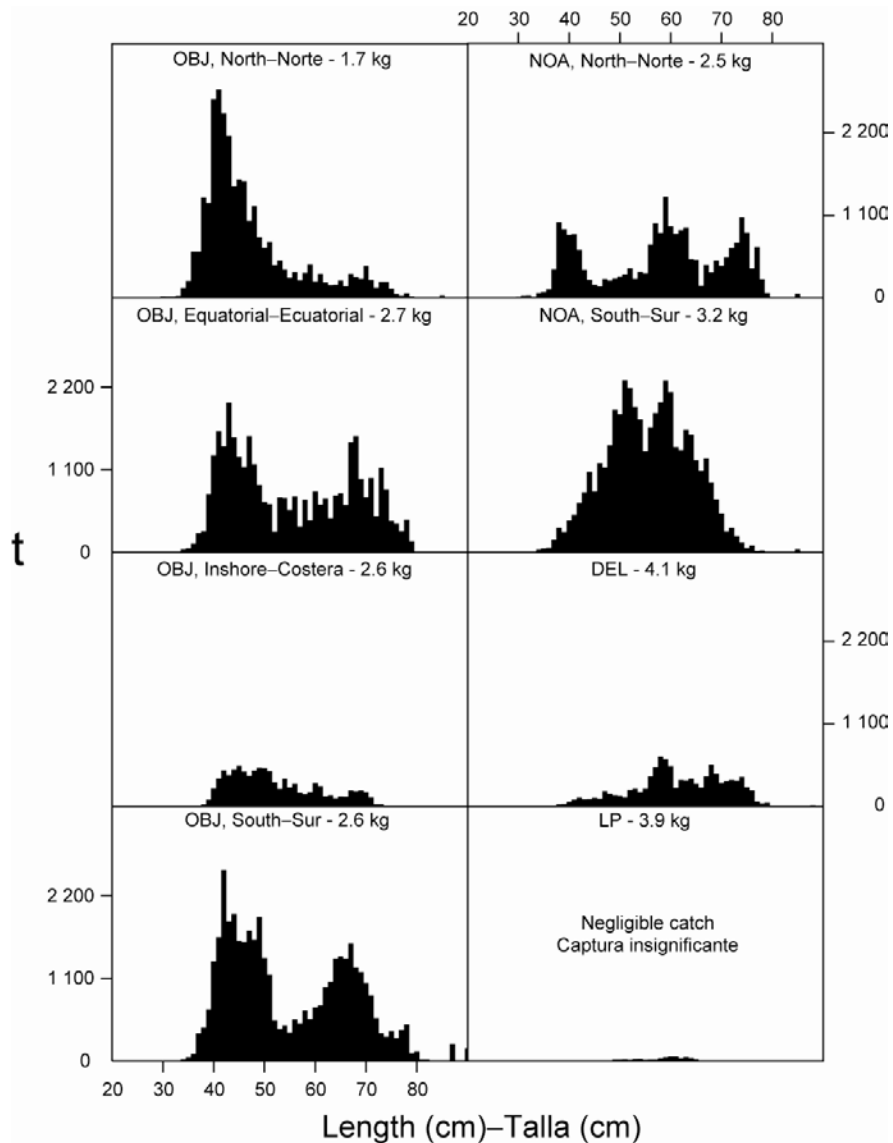 20 30 40 50 60 70 80
OBJ, North–Norte - 1.7 kg
NOA, North–Norte - 2.5 kg
2 200
1 100
0
OBJ, Equatorial–Ecuatorial - 2.7 kg
NOA, South–Sur - 3.2 kg
2 200
1 100
0
t
OBJ, Inshore–Costera - 2.6 kg
DEL - 4.1 kg
2 200
1 100
0
OBJ, South–Sur - 2.6 kg
LP - 3.9 kg
2 200
1 100
0
Negligible catch
Captura insignificante
20 30 40 50 60 70 80
Length (cm)–Talla (cm)